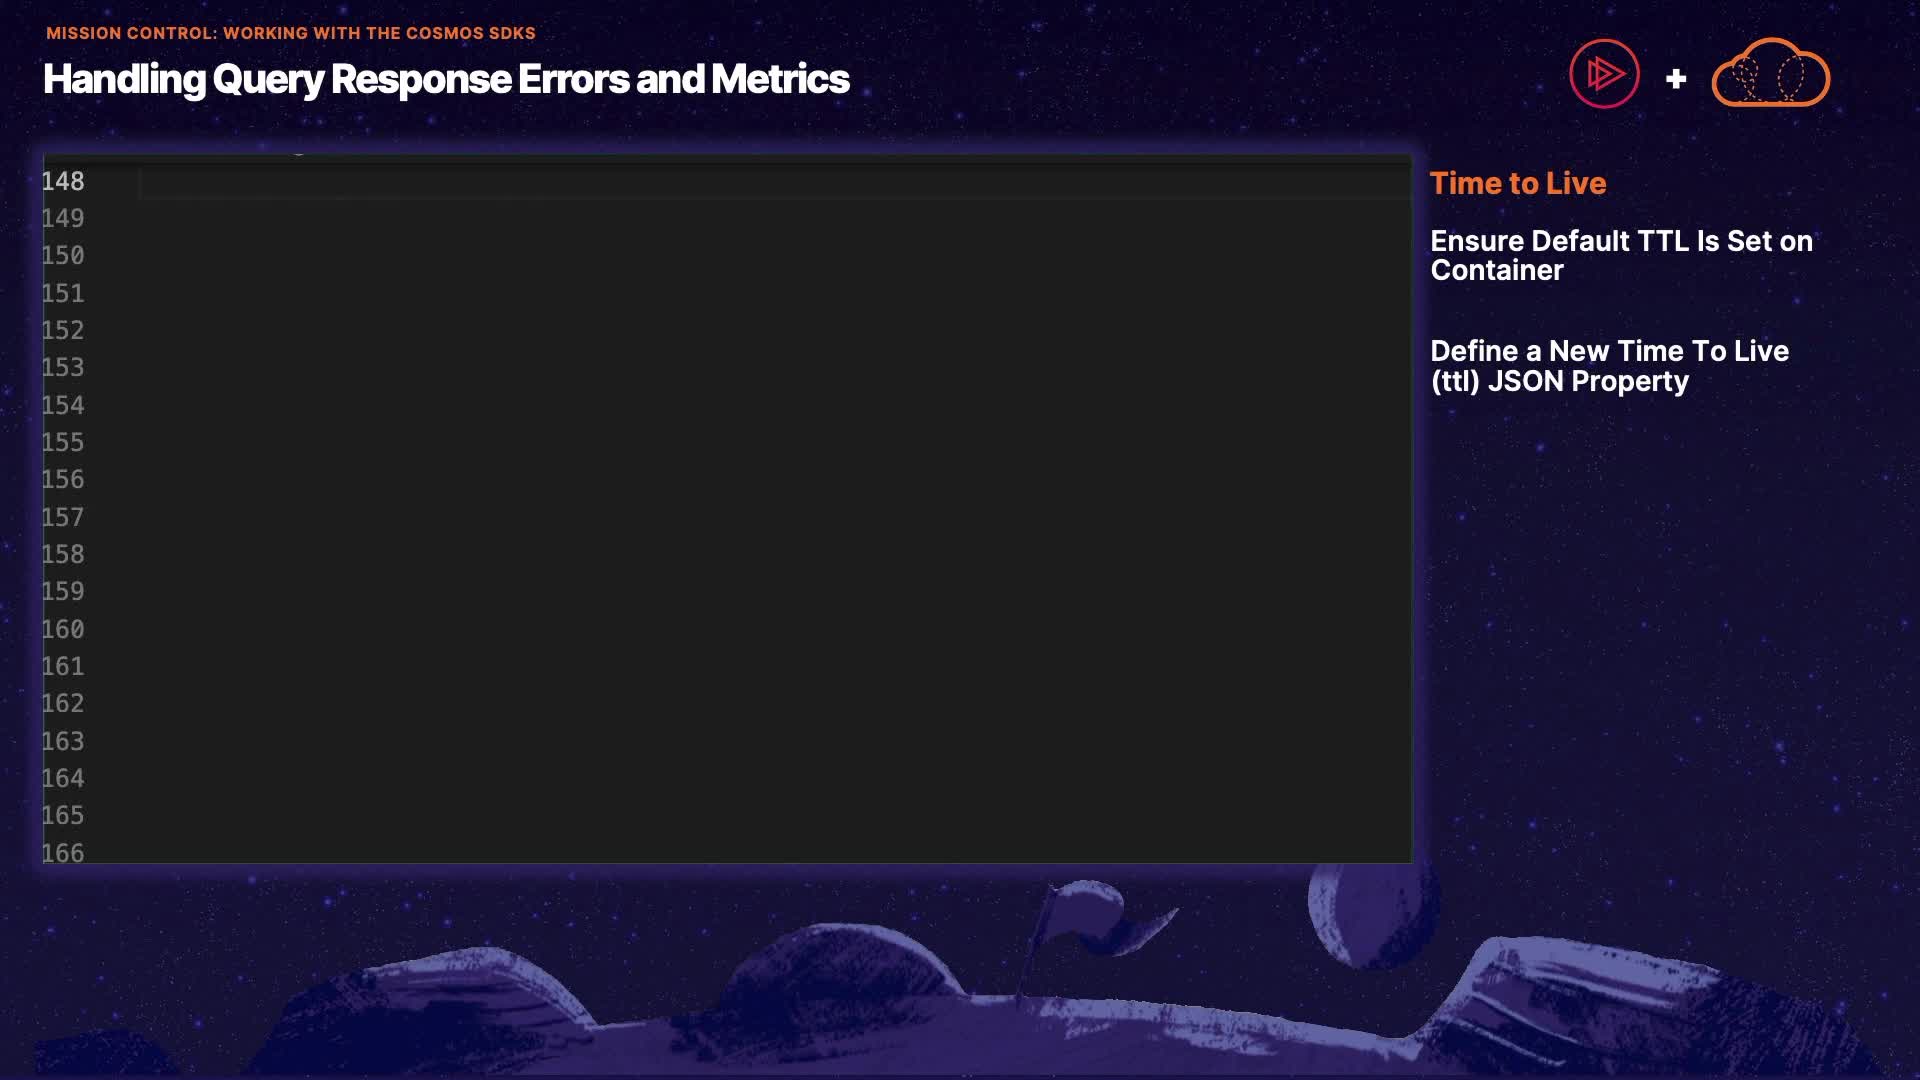 MISSION CONTROL: WORKING WITH THE COSMOS SDKS
Handling Query Response Errors and Metrics
148
149
150
151
152
153
154
155
156
157
158
159
160
161
162
163
164
165
166
Time to Live
Ensure Default TTL Is Set on
Container
Define a New Time To Live
(ttl) JSON Property